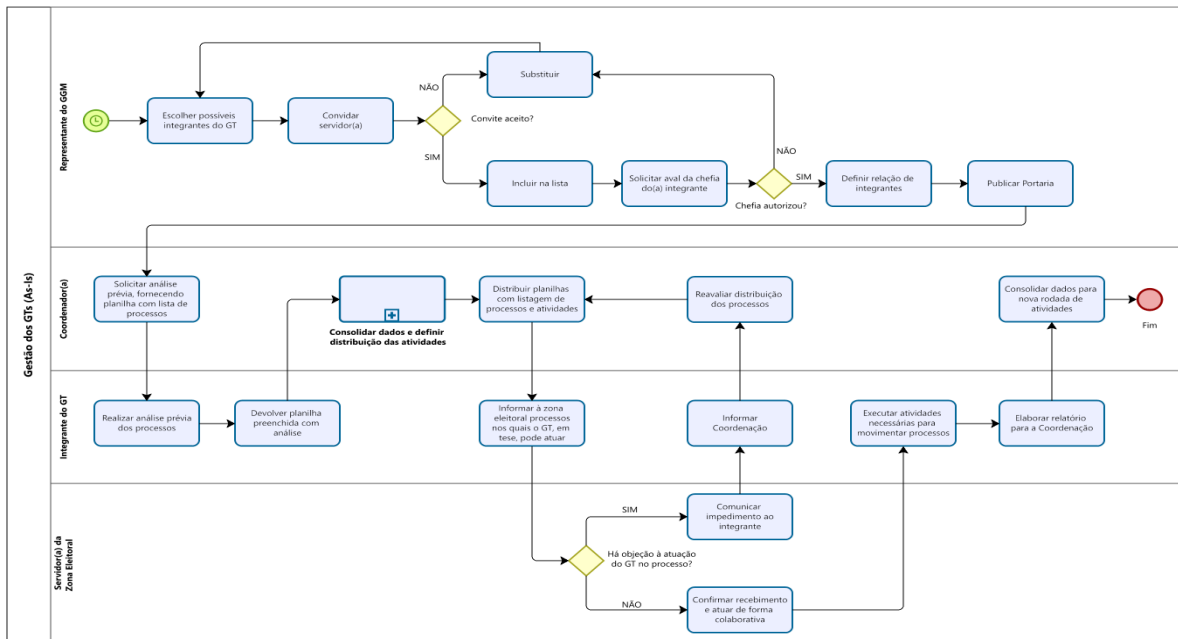 Gestão dos GTs (As-Is)
Representante do GGM
Escolher possíveis
integrantes do GT
Convidar
servidor(a)
NÃO
Convite aceito?
SIM
Substituir
Incluir na lista
Solicitar aval da chefia
do(a) integrante
NÃO
SIM
Chefia autorizou?
Definir relação de
integrantes
Publicar Portaria
Coordenador(a)
Solicitar análise
prévia, fornecendo
planilha com lista de
processos
Consolidar dados e definir
distribuição das atividades
Distribuir planilhas
com listagem de
processos e atividades
Reavaliar distribuição
dos processos
Consolidar dados para
nova rodada de
atividades
Fim
Integrante do GT
Realizar análise prévia
dos processos
Devolver planilha
preenchida com
análise
Informar à zona
eleitoral processos
nos quais o GT, em
tese, pode atuar
Informar
Coordenação
Executar atividades
necessárias para
movimentar processos
Elaborar relatório
para a Coordenação
Servidor(a) da
Zona Eleitoral
SIM
Há objeção à atuação
do GT no processo?
NÃO
Comunicar
impedimento ao
integrante
Confirmar recebimento
e atuar de forma
colaborativa